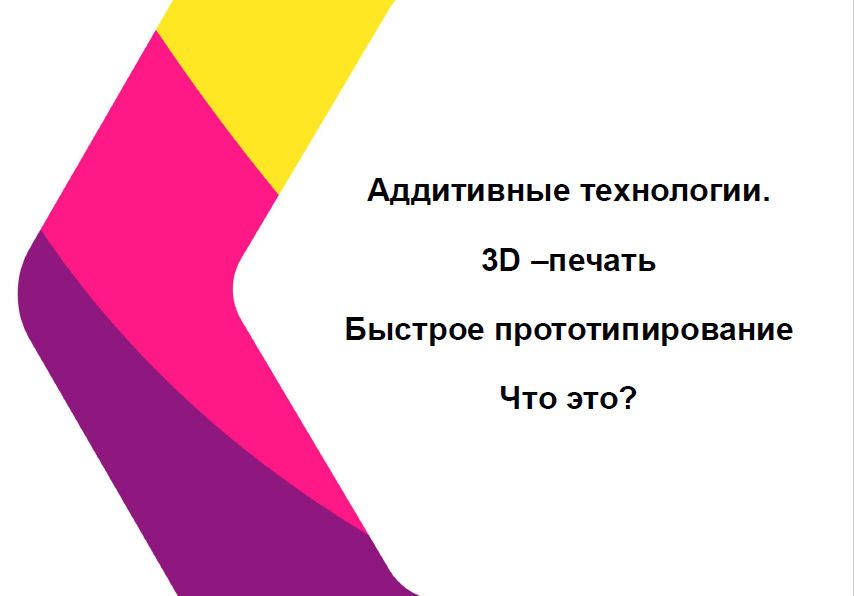 Аддитивные технологии.
3D –печать
Быстрое прототипирование
Что это?